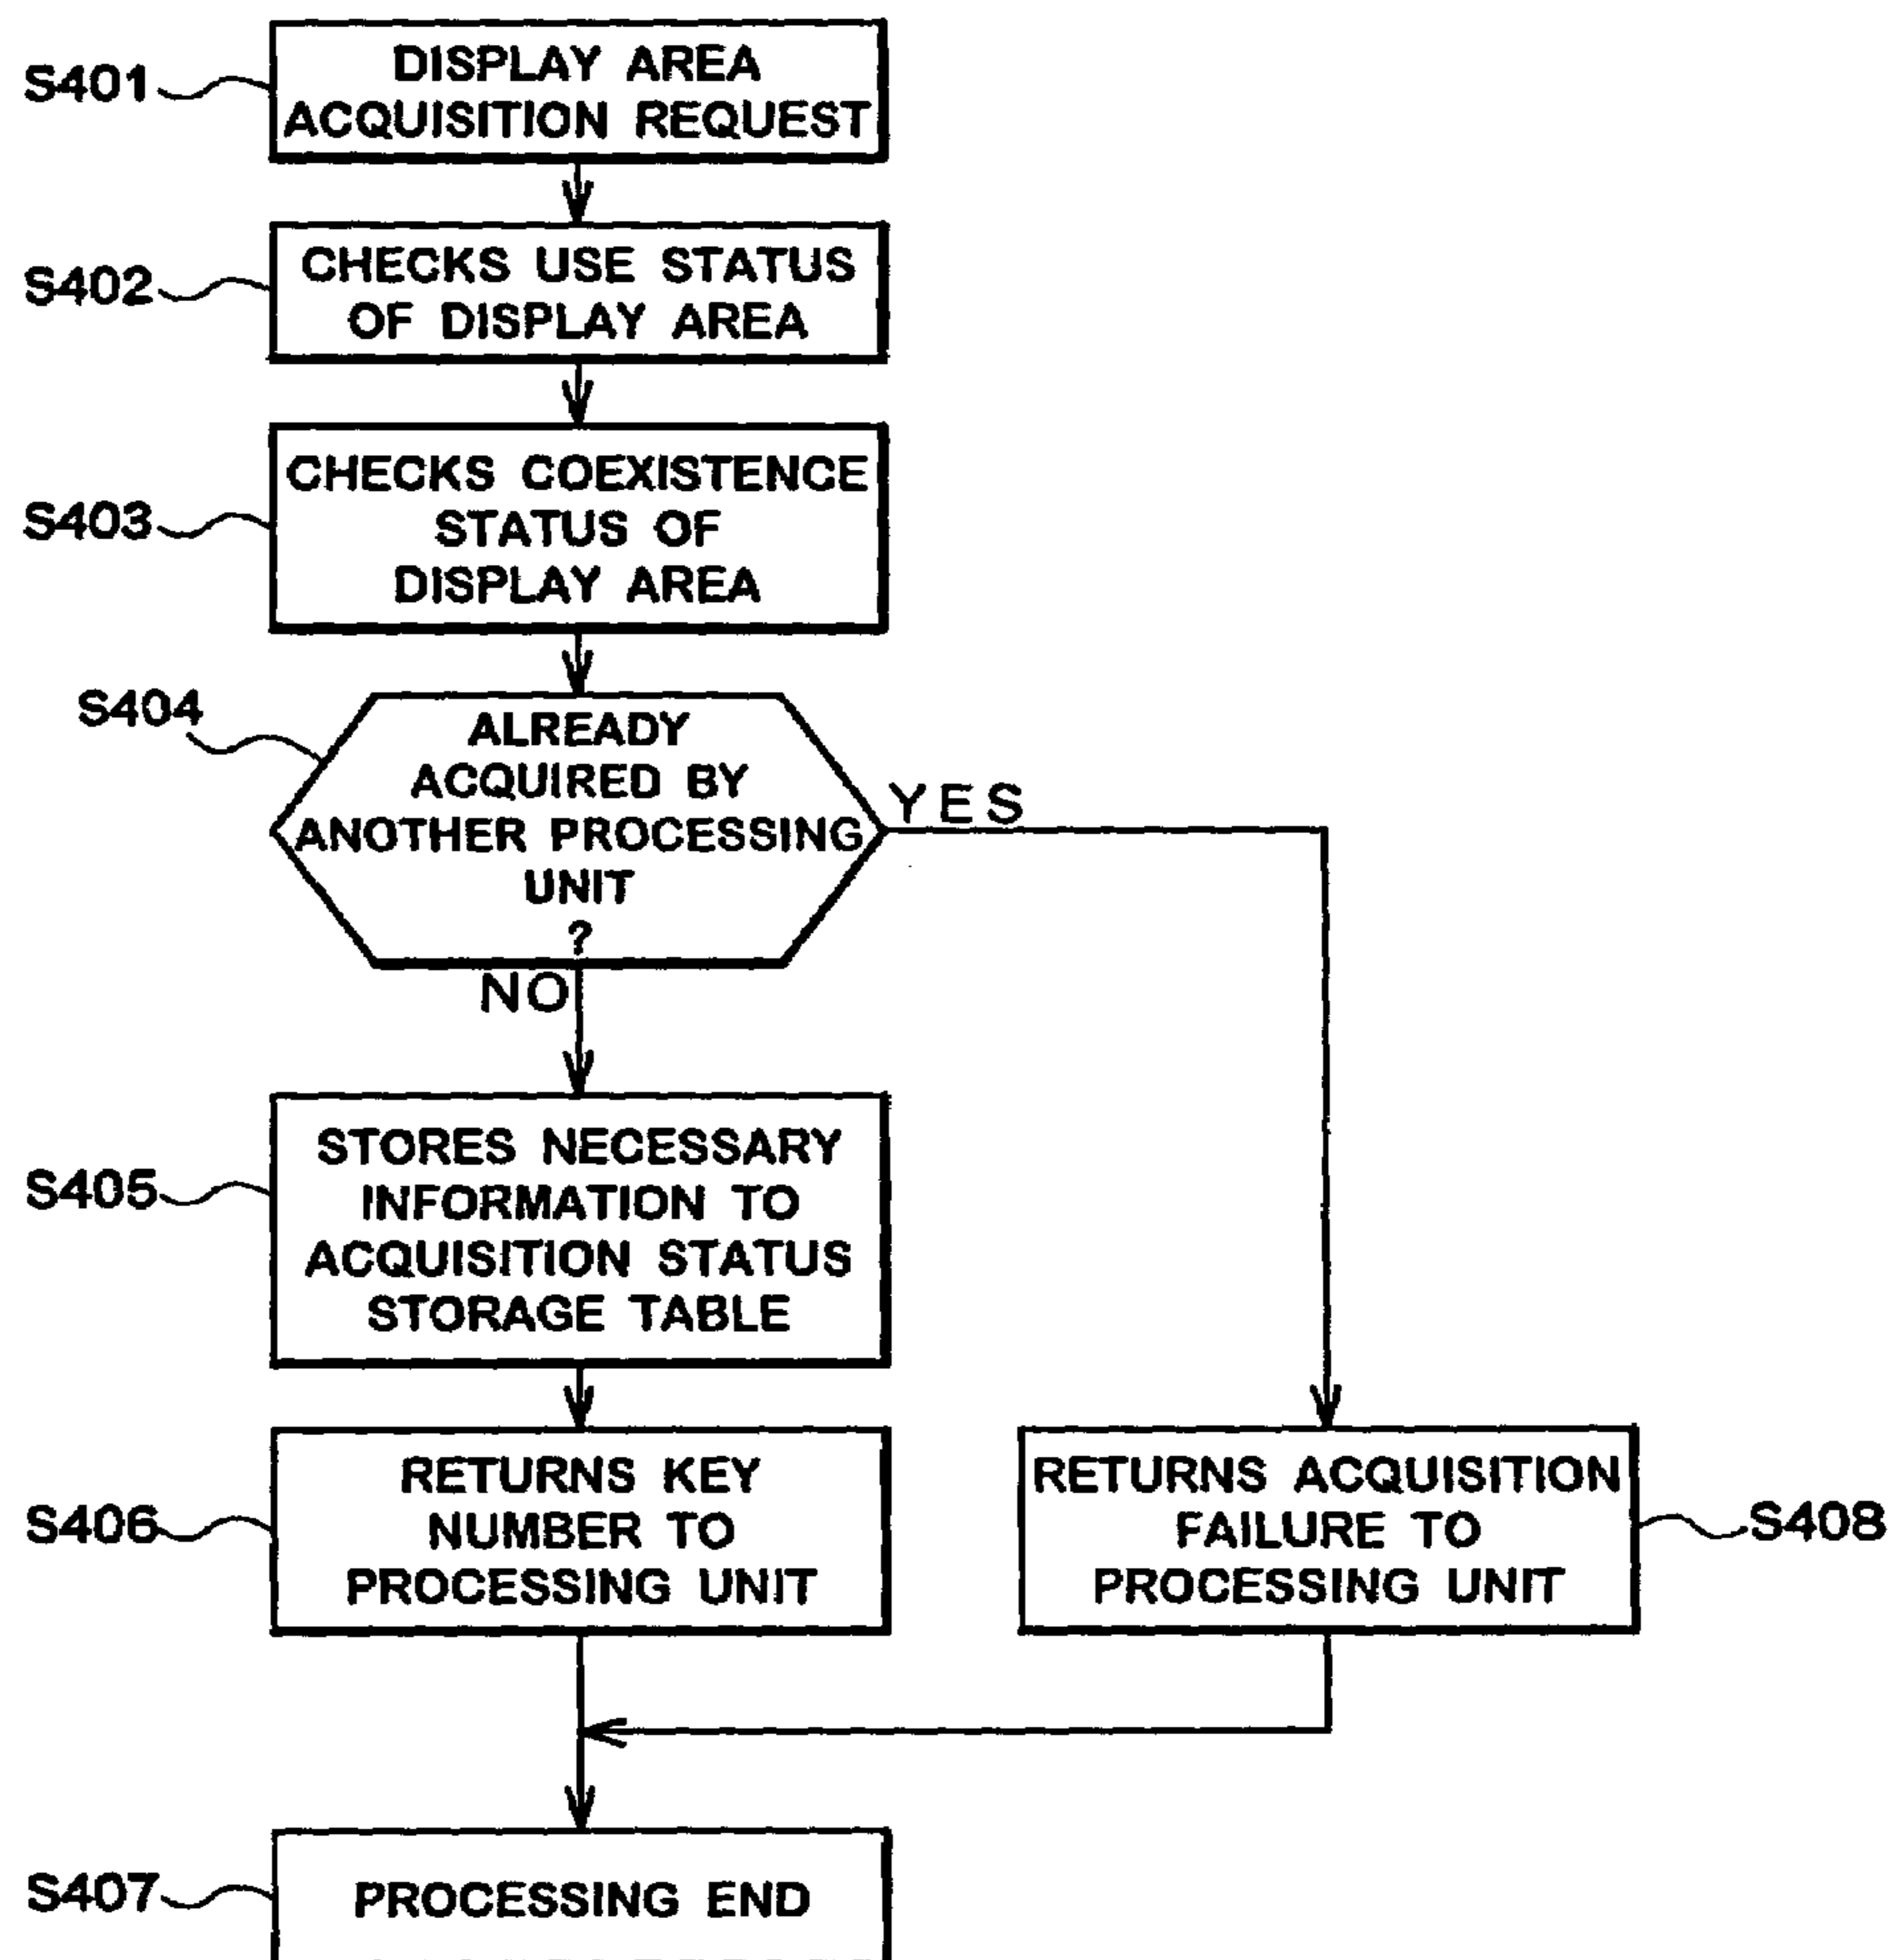 S401
DISPLAY AREA
ACQUISITION REQUEST
S402
CHECKS USE STATUS
OF DISPLAY AREA
S403
CHECKS COEXISTENCE
STATUS OF
DISPLAY AREA
S404
ALREADY
ACQUIRED BY
ANOTHER PROCESSING
UNIT
?
YES
NO
S405
STORES NECESSARY
INFORMATION TO
ACQUISITION STATUS
STORAGE TABLE
S406
RETURNS KEY
NUMBER TO
PROCESSING UNIT
RETURNS ACQUISITION
FAILURE TO
PROCESSING UNIT
S408
S407
PROCESSING END